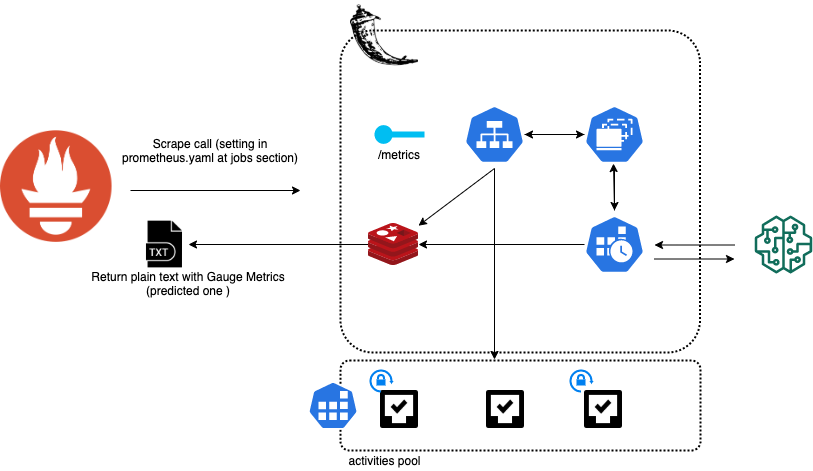 Scrape call (setting in
prometheus.yaml at jobs section)
/metrics
TXT
Return plain text with Gauge Metrics
(predicted one )
activities pool